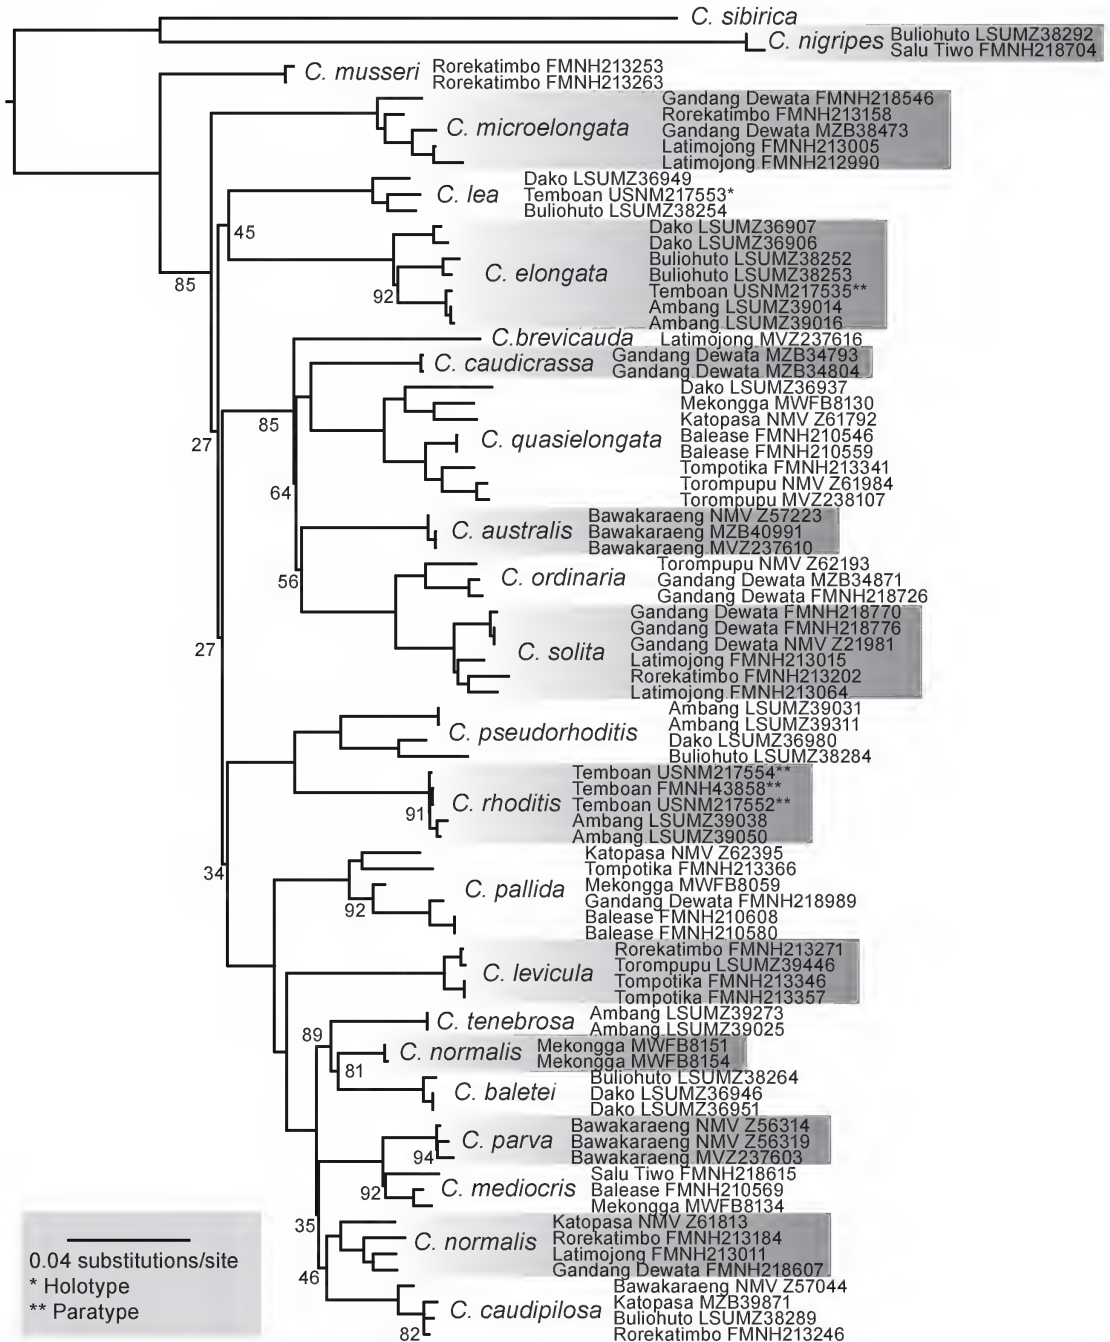 C. sibirica
C. nigripes Buliohuto LSUMZ38292
Salu Tiwo FMNH218704
C. musseri Rorekatimbo FMNH213253
Rorekatimbo FMNH213263
Gandang Dewata FMNH218546
Rorekatimbo FMNH213158
C. microelongata Gandang Dewata MZB38473
Latimojong FMNH213005
Latimojong FMNH212990
Dako LSUMZ36949
C. lea Temboan USNM217553*
Buliohuto LSUMZ38254
45
Dako LSUMZ36907
Dako LSUMZ36906
Buliohuto LSUMZ38252
C. elongata Buliohuto LSUMZ38253
85
92
Temboan USNM217535**
Ambang LSUMZ39014
Ambang LSUMZ39016
C.brevicauda Latimojong MVZ237616
C. caudicrassa Gandang Dewata MZB34793
Gandang Dewata MZB34804
Dako LSUMZ36937
Mekongga MWFB8130
Katopasa NMV Z61792
85
27
C. quasielongata Balease FMNH210546
Balease FMNH210559
Tompotika FMNH213341
Torompupu NMV Z61984
64
Torompupu MVZ238107
Bawakaraeng NMV Z57223
C. australis Bawakaraeng MZB40991
Bawakaraeng MVZ237610
Torompupu NMV Z62193
56
C. ordinaria Gandang Dewata MZB34871
Gandang Dewata FMNH218726
Gandang Dewata FMNH218770
Gandang Dewata FMNH218776
27
C. solita Gandang Dewata NMV Z21981
Latimojong FMNH213015
Rorekatimbo FMNH213202
Latimojong FMNH213064
Ambang LSUMZ39031
C. pseudorhoditis Ambang LSUMZ39311
Dako LSUMZ36980
Buliohuto LSUMZ38284
Temboan USNM217554**
Temboan FMNH43858**
C. rhoditis Temboan USNM217552**
91
Ambang LSUMZ39038
Ambang LSUMZ39050
Katopasa NMV Z62395
34
Tompotika FMNH213366
C. pallida Mekongga MWFB8059
92
Gandang Dewata FMNH218989
Balease FMNH210608
Balease FMNH210580
Rorekatimbo FMNH213271
C. levicula Torompupu LSUMZ39446
Tompotika FMNH213346
Tompotika FMNH213357
89
C. tenebrosa Ambang LSUMZ39273
Ambang LSUMZ39025
C. normalis Mekongga MWFB8151
Mekongga MWFB8154
81
Buliohuto LSUMZ38264
C. baletei Dako LSUMZ36946
Dako LSUMZ36951
Bawakaraeng NMV Z56314
C. parva Bawakaraeng NMV Z56319
94
Bawakaraeng MVZ237603
Salu Tiwo FMNH218615
92
C. mediocris Balease FMNH210569
Mekongga MWFB8134
35
Katopasa NMV Z61813
Rorekatimbo FMNH213184
C. normalis Latimojong FMNH213011
46
Gandang Dewata FMNH218607
Bawakaraeng NMV Z57044
C. caudipilosa Katopasa MZB39871
Buliohuto LSUMZ38289
82
Rorekatimbo FMNH213246
0.04 substitutions/site
* Holotype
** Paratype